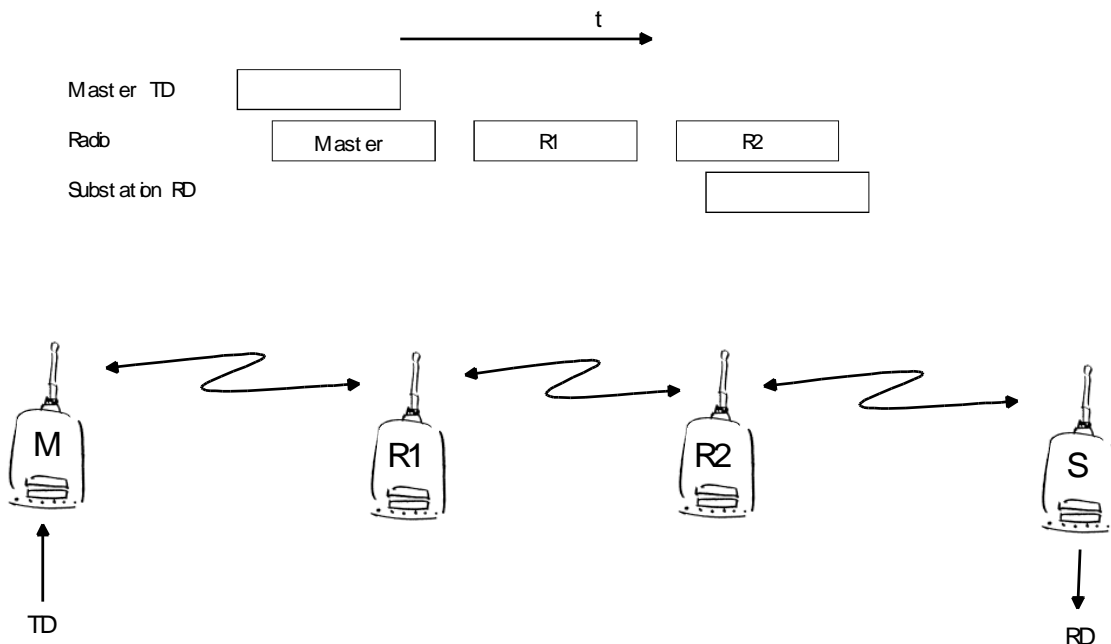 t
Master TD
Radio Master R1 R2
Substation RD
M R1 R2 S
TD RD